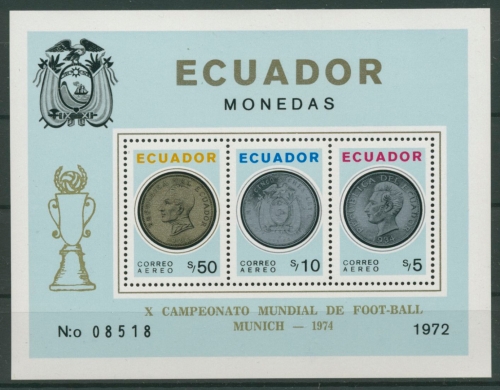 ECUADOR
MONEDAS
ECUADOR ECUADOR ECUADOR
CORREO AEREO S/50
CORREO AEREO S/10
CORREO AEREO S/5
X CAMPEONATO MUNDIAL DE FOOT-BALL
MUNICH — 1974
N:o 08518
1972